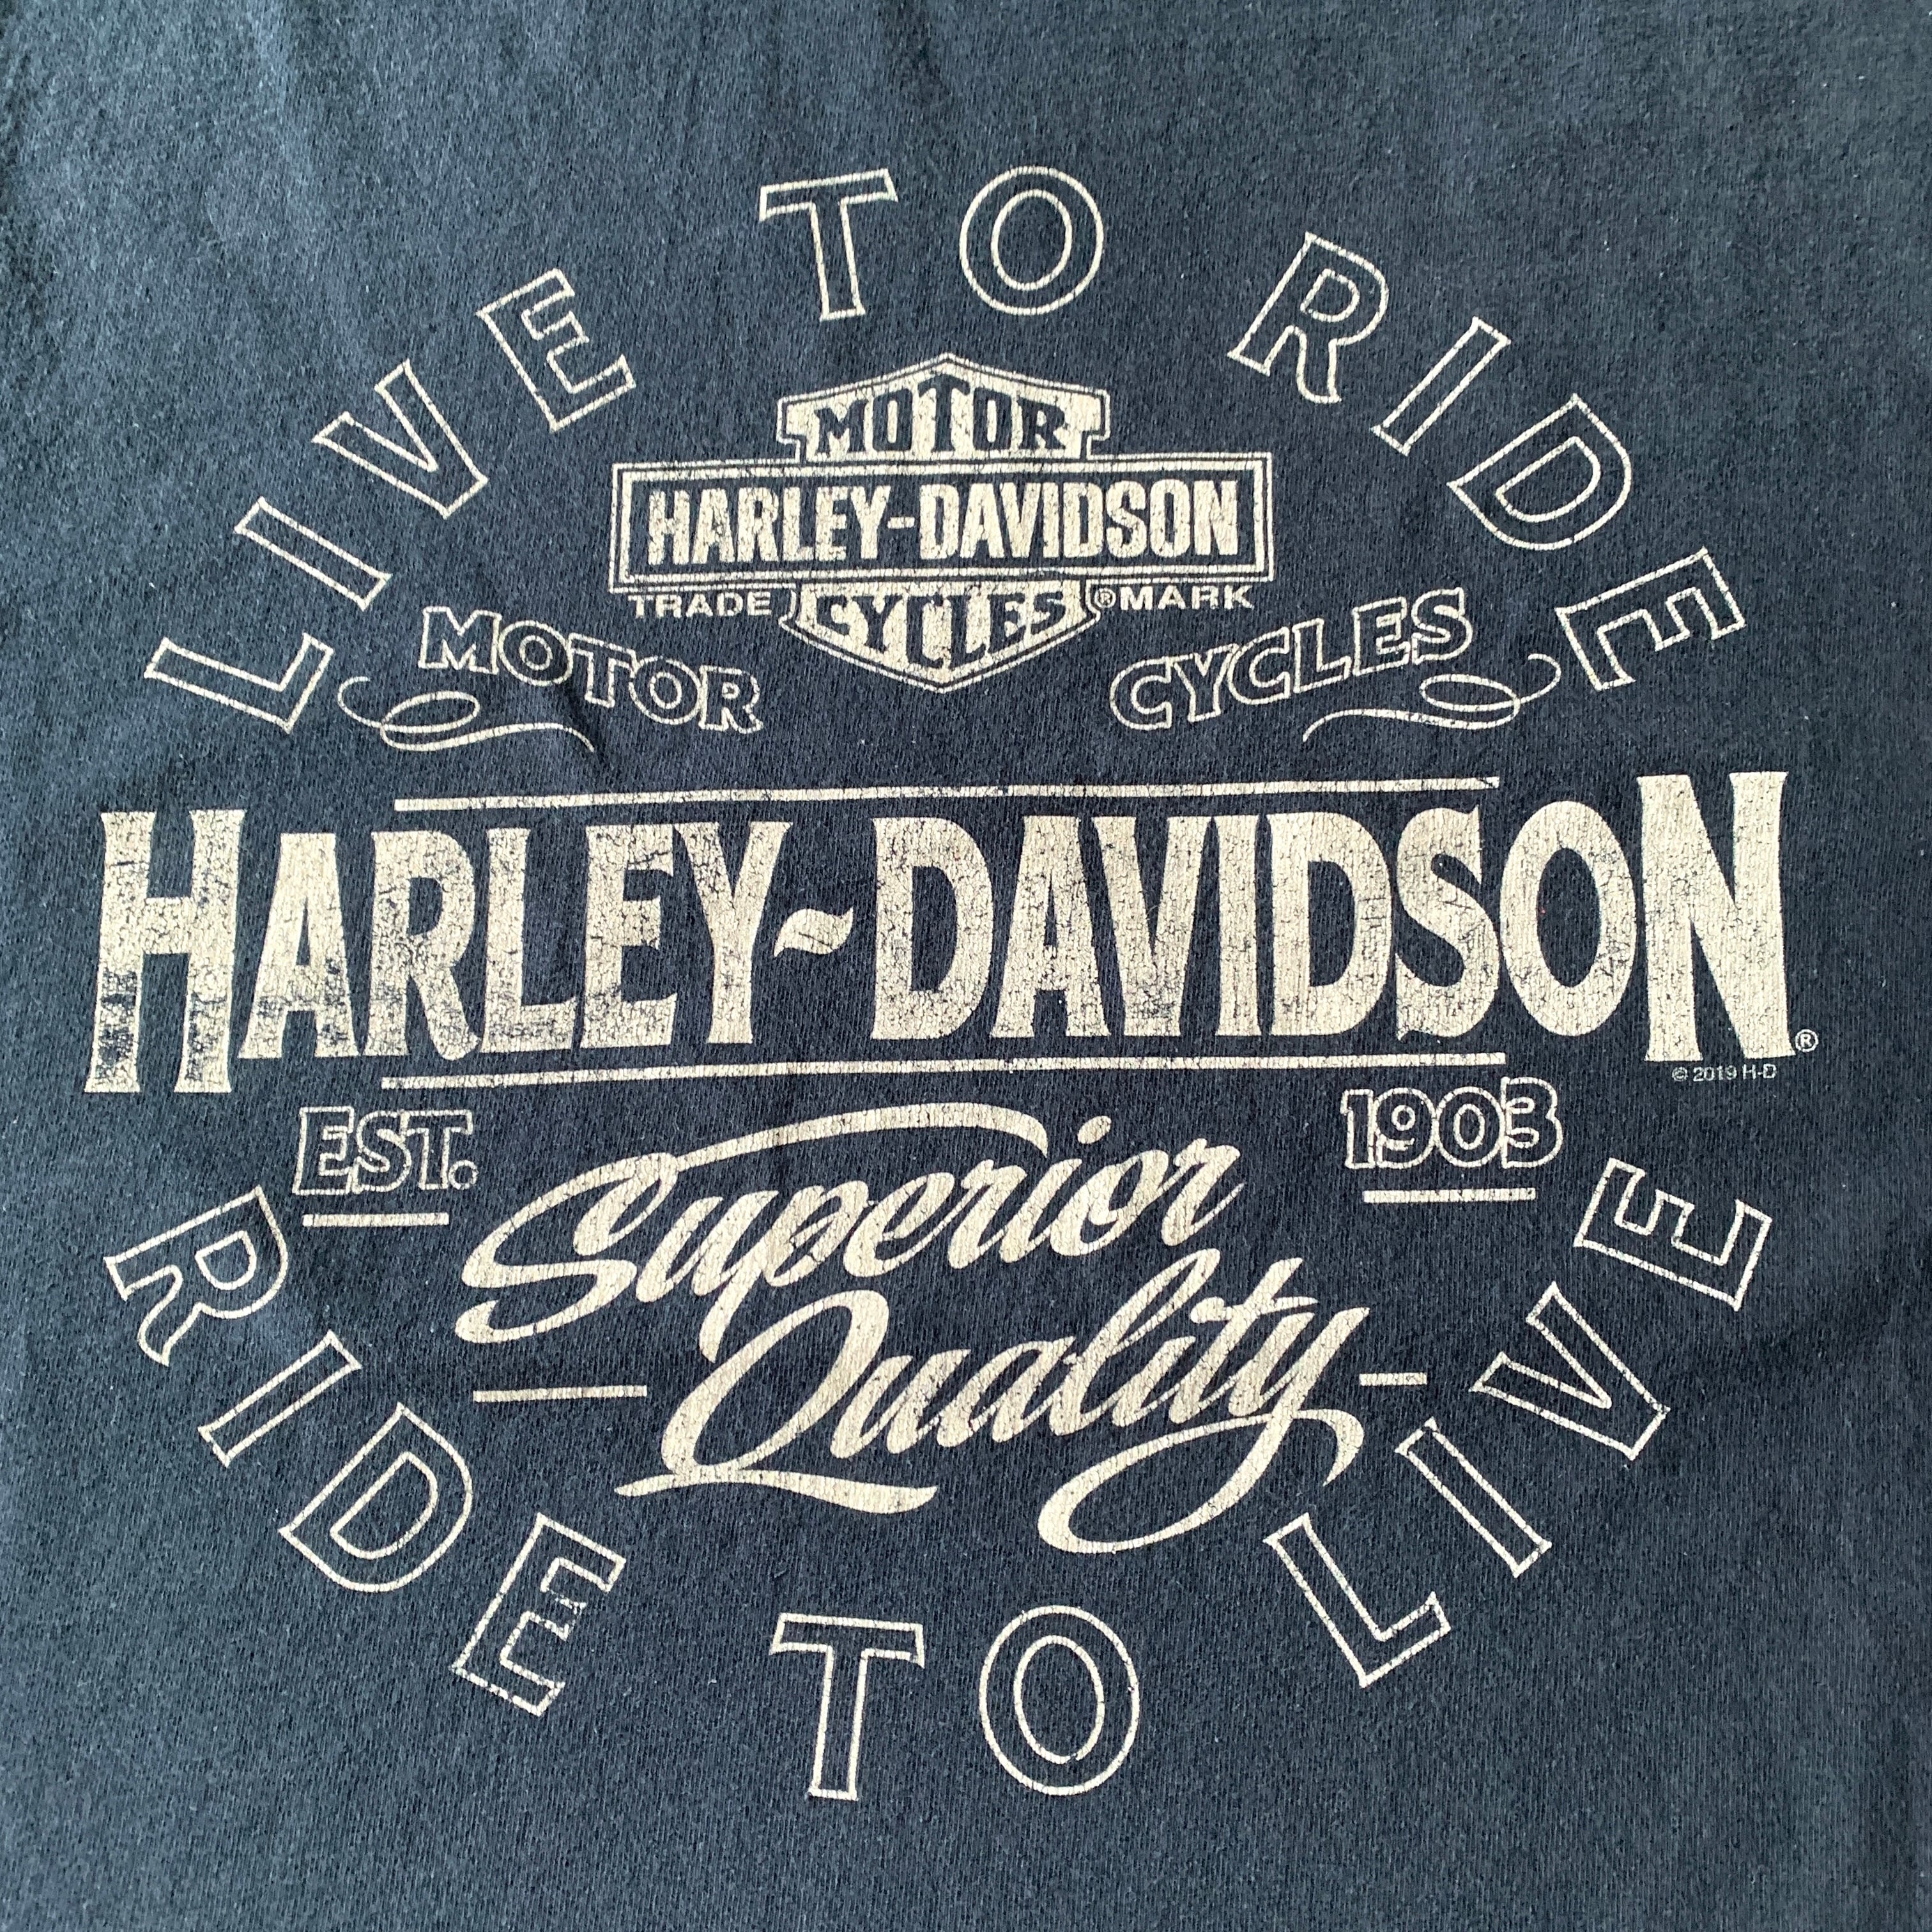 LIVE TO RIDE
MOTOR
HARLEY-DAVIDSON
TRADE ® MARK
CYCLES
MOTOR CYCLES
HARLEY-DAVIDSON®
© 2019 H-D
EST. 1903
Superior
Quality
RIDE TO LIVE